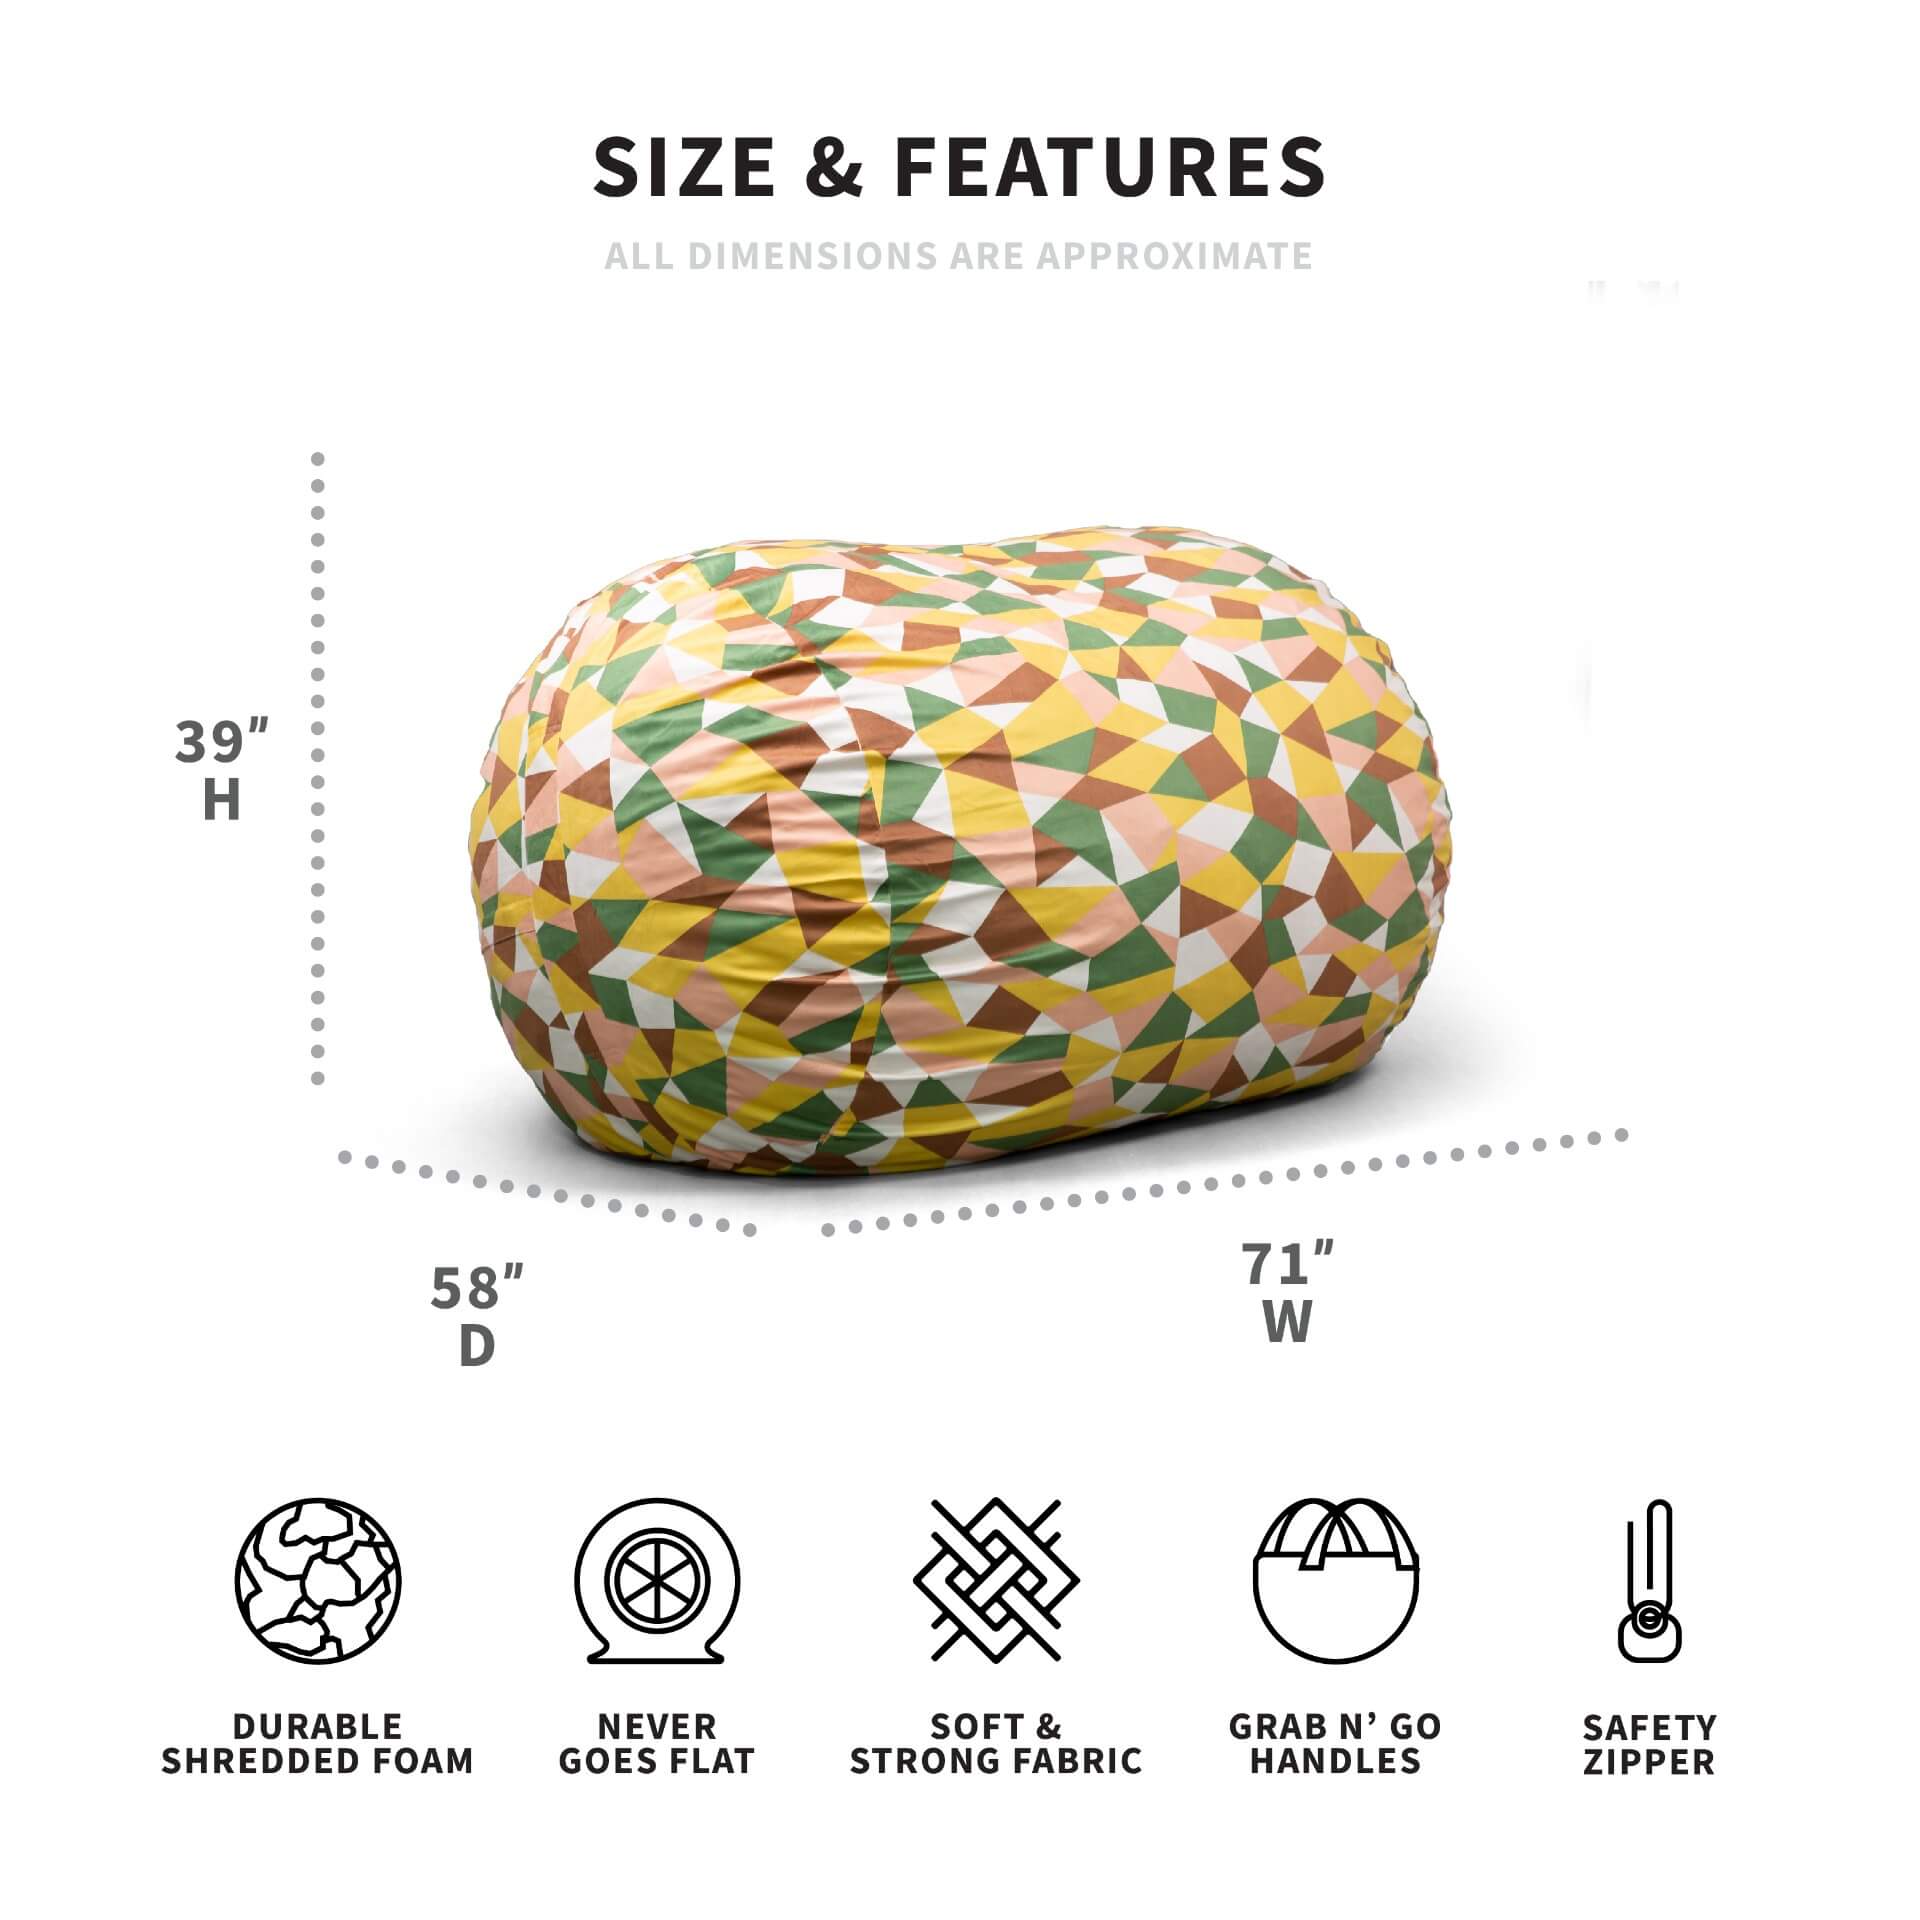 SIZE & FEATURES
ALL DIMENSIONS ARE APPROXIMATE
39"
H
58"
D
71"
W
DURABLE
SHREDDED FOAM
NEVER
GOES FLAT
SOFT &
STRONG FABRIC
GRAB N’ GO
HANDLES
SAFETY
ZIPPER